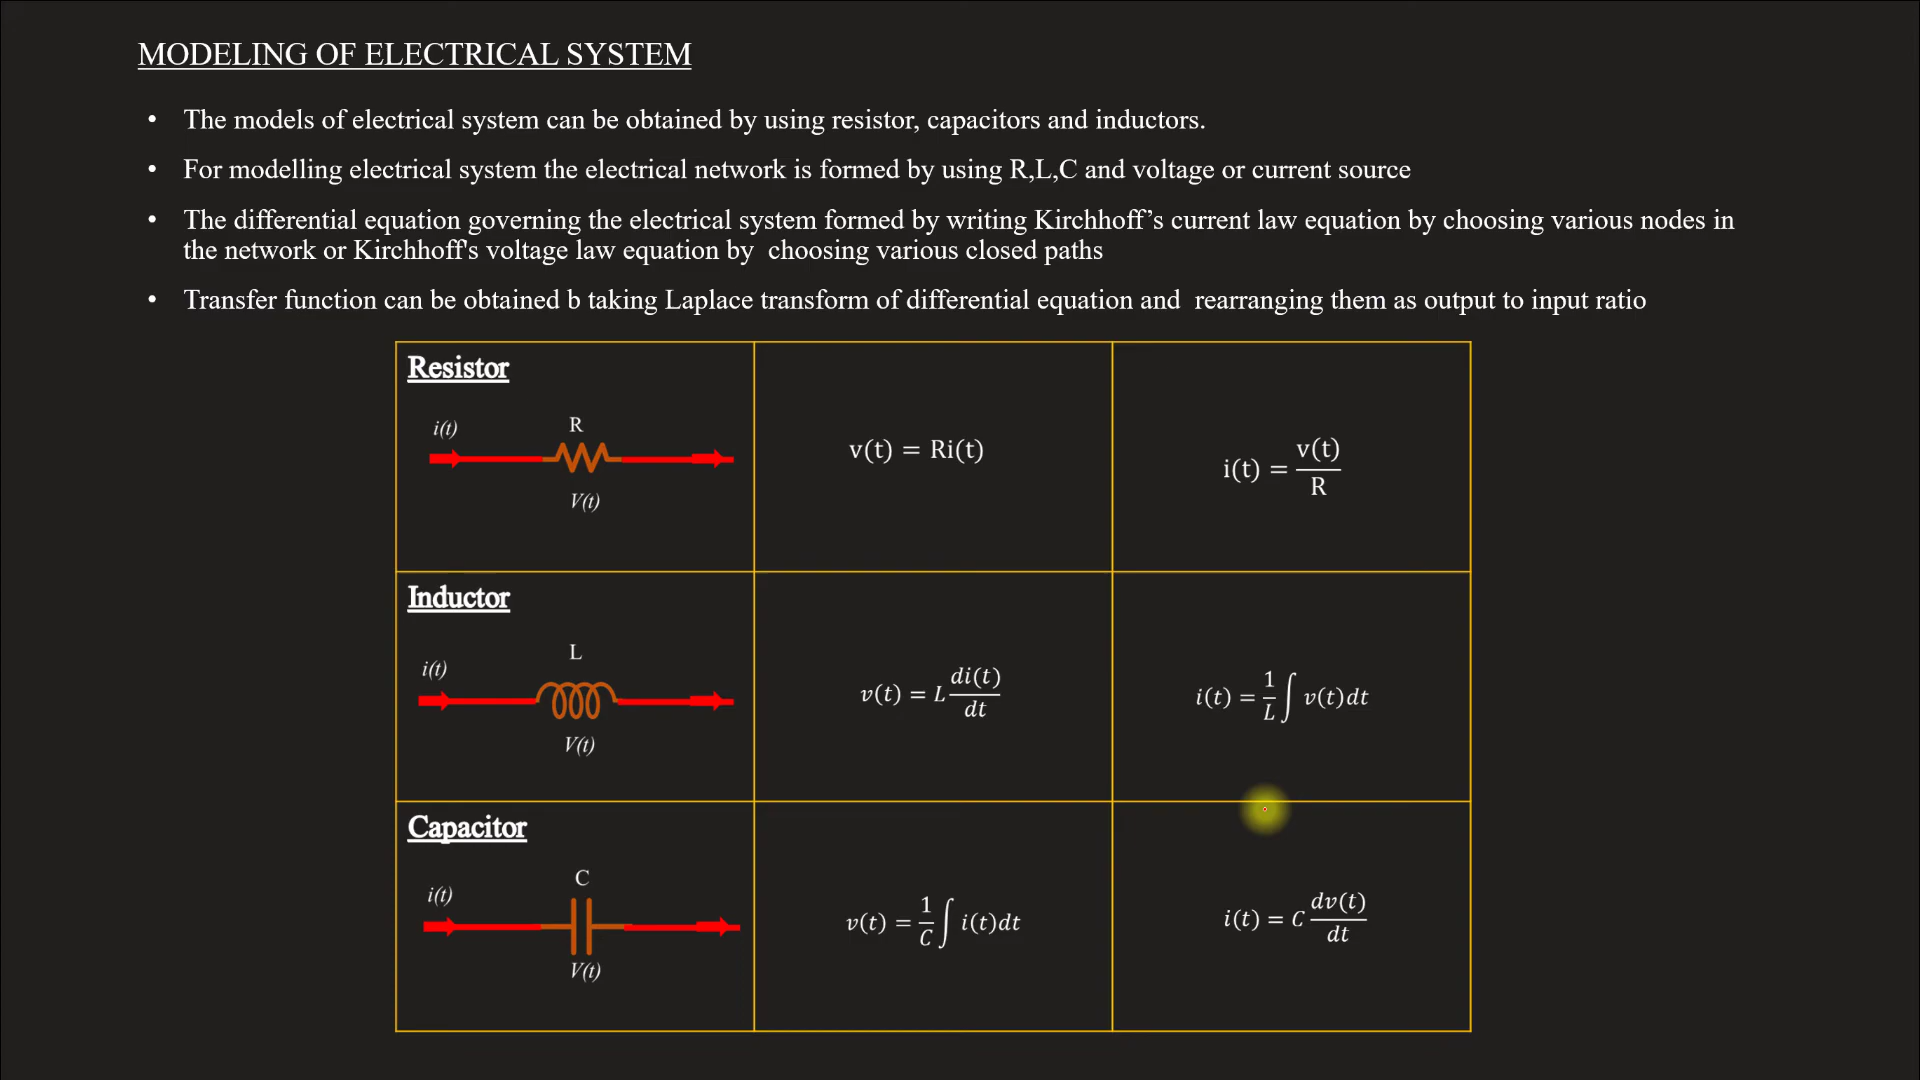 MODELING OF ELECTRICAL SYSTEM
• The models of electrical system can be obtained by using resistor, capacitors and inductors.
• For modelling electrical system the electrical network is formed by using R,L,C and voltage or current source
• The differential equation governing the electrical system formed by writing Kirchhoff’s current law equation by choosing various nodes in
the network or Kirchhoff's voltage law equation by  choosing various closed paths
• Transfer function can be obtained b taking Laplace transform of differential equation and  rearranging them as output to input ratio
Resistor
i(t)
R
V(t)
v(t) = Ri(t)
i(t) = v(t)/R
Inductor
i(t)
L
V(t)
v(t) = L di(t)/dt
i(t) = 1/L ∫ v(t)dt
Capacitor
i(t)
C
V(t)
v(t) = 1/C ∫ i(t)dt
i(t) = C dv(t)/dt